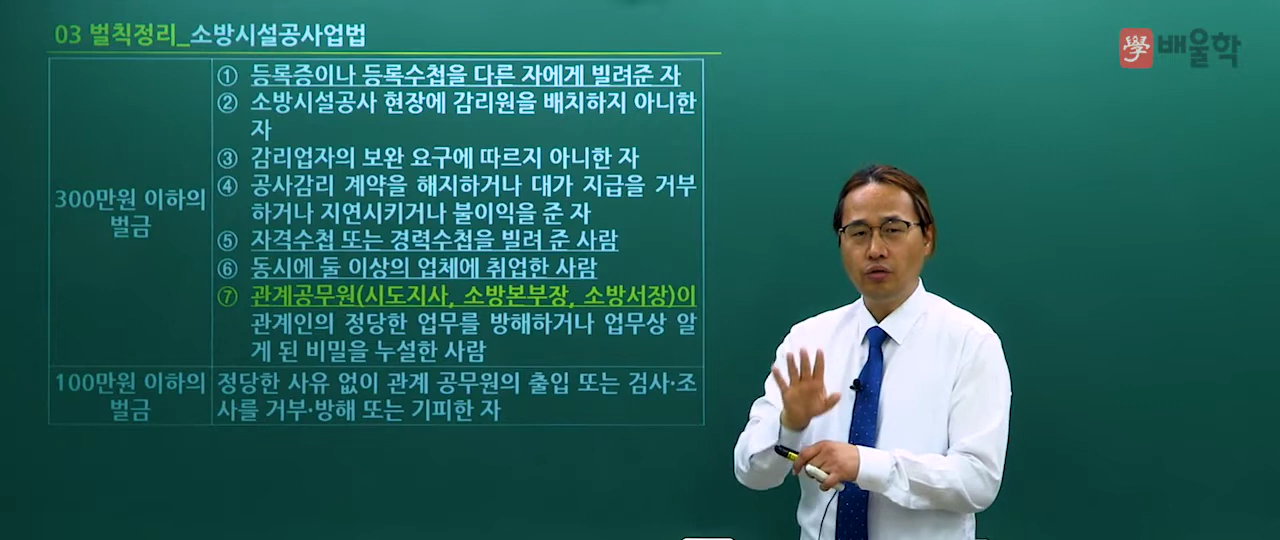 03 벌칙정리_소방시설공사업법
學 배울학
300만원 이하의
벌금
① 등록증이나 등록수첩을 다른 자에게 빌려준 자
② 소방시설공사 현장에 감리원을 배치하지 아니한
자
③ 감리업자의 보완 요구에 따르지 아니한 자
④ 공사감리 계약을 해지하거나 대가 지급을 거부
하거나 지연시키거나 불이익을 준 자
⑤ 자격수첩 또는 경력수첩을 빌려 준 사람
⑥ 동시에 둘 이상의 업체에 취업한 사람
⑦ 관계공무원(시도지사, 소방본부장, 소방서장)이
관계인의 정당한 업무를 방해하거나 업무상 알
게 된 비밀을 누설한 사람
100만원 이하의
벌금
정당한 사유 없이 관계 공무원의 출입 또는 검사·조
사를 거부·방해 또는 기피한 자